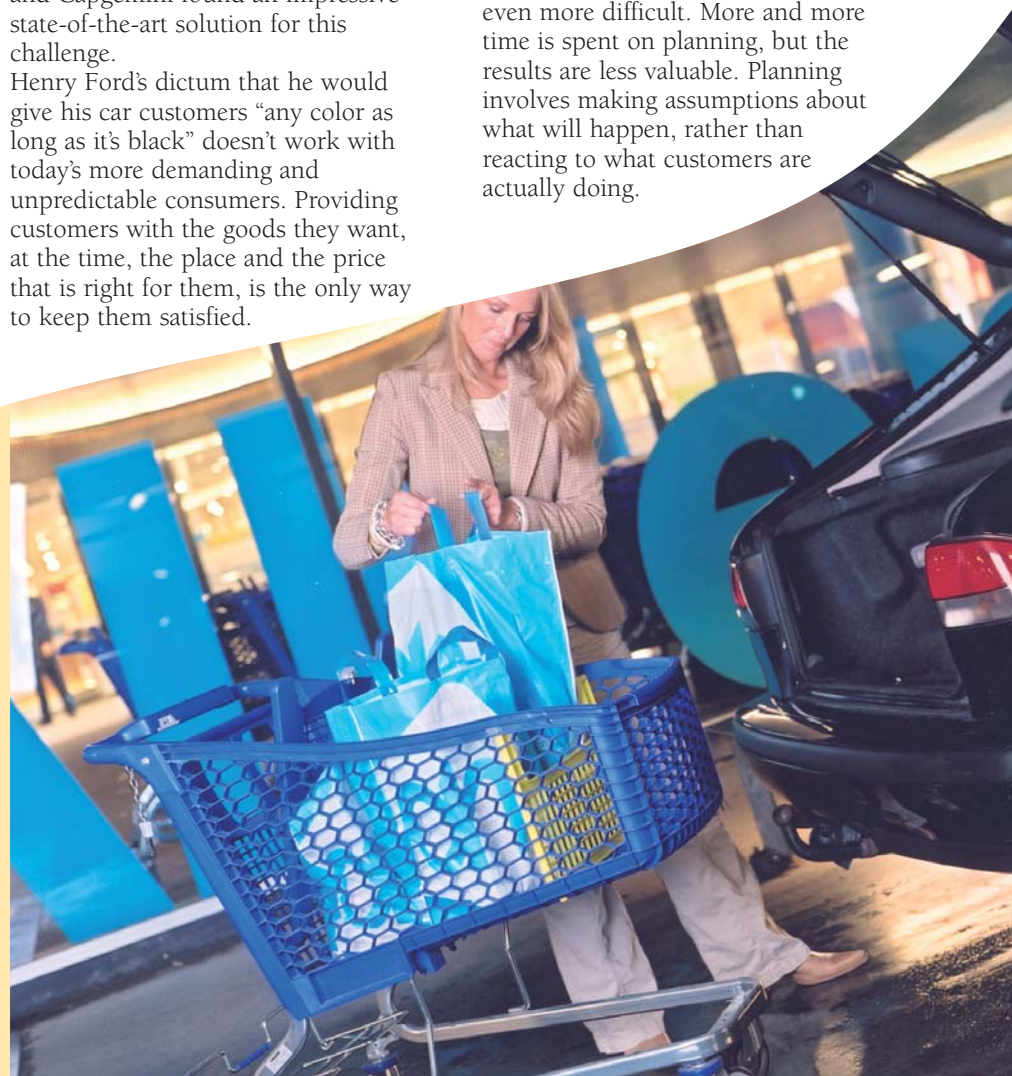 and Capgemini found an impressive
state-of-the-art solution for this
challenge.
Henry Ford's dictum that he would
give his car customers “any color as
long as it's black” doesn't work with
today's more demanding and
unpredictable consumers. Providing
customers with the goods they want,
at the time, the place and the price
that is right for them, is the only way
to keep them satisfied.
even more difficult. More and more
time is spent on planning, but the
results are less valuable. Planning
involves making assumptions about
what will happen, rather than
reacting to what customers are
actually doing.